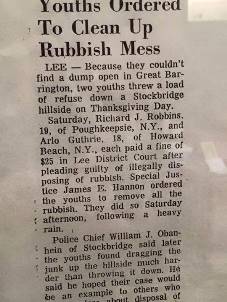 Youths Ordered
To Clean Up
Rubbish Mess
LEE — Because they couldn't
find a dump open in Great Bar-
rington, two youths threw a load
of refuse down a Stockbridge
hillside on Thanksgiving Day.
Saturday, Richard J. Robbins,
19, of Poughkeepsie, N.Y., and
Arlo Guthrie, 18, of Howard
Beach, N.Y., each paid a fine of
$25 in Lee District Court after
pleading guilty of illegally dis-
posing of rubbish. Special Jus-
tice James E. Hannon ordered
the youths to remove all the
rubbish. They did so Saturday
afternoon, following a heavy
rain.
Police Chief William J. Oban-
hein of Stockbridge said later
the youths found dragging the
junk up the hillside much har-
der than throwing it down. He
said he hoped their case would
be an example to others who
about disposal of